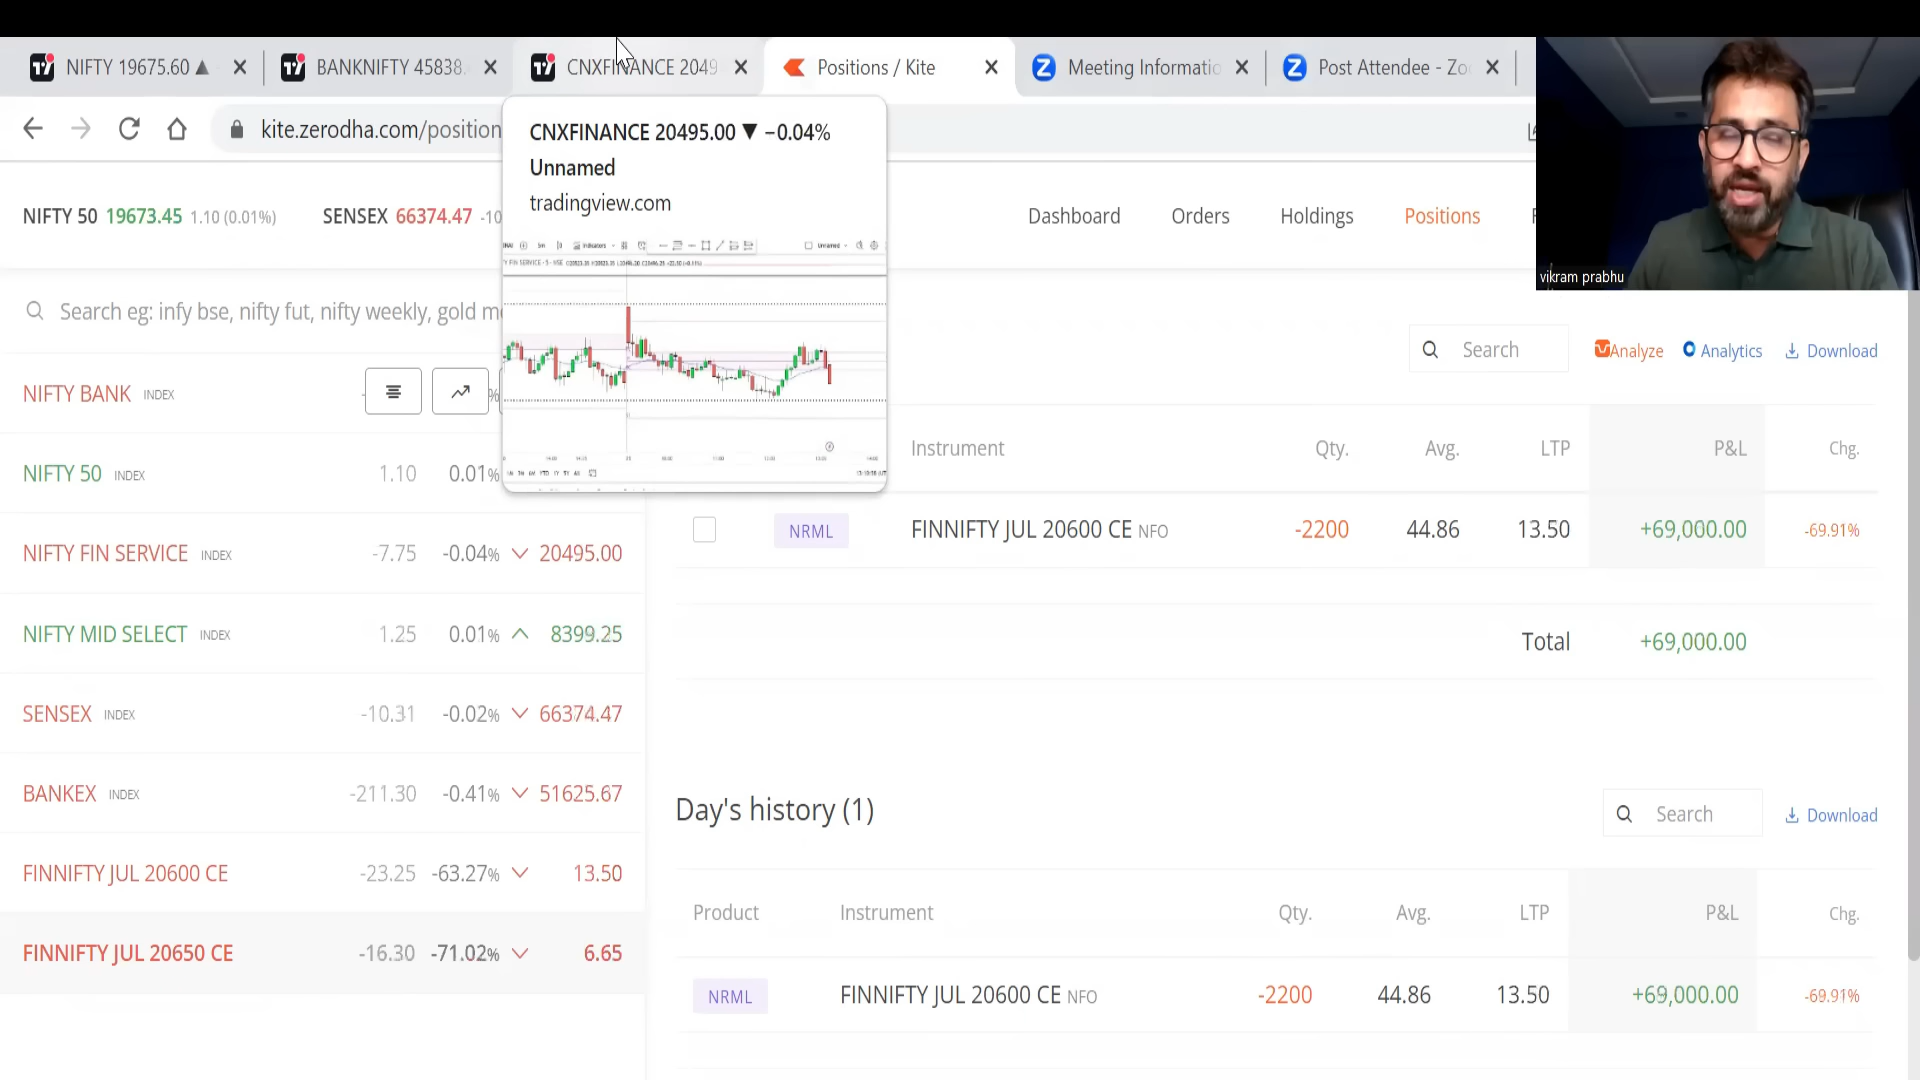 NIFTY 19675.60 ▲
BANKNIFTY 45838.
CNXFINANCE 2049
Positions / Kite
Meeting Informatio
Post Attendee - Zo
kite.zerodha.com/position
CNXFINANCE 20495.00 ▼ −0.04%
Unnamed
tradingview.com
vikram prabhu
NIFTY 50 19673.45 1.10 (0.01%)
SENSEX 66374.47 -10
Dashboard
Orders
Holdings
Positions
Search eg: infy bse, nifty fut, nifty weekly, gold m
Search
Analyze
Analytics
Download
NIFTY BANK INDEX %
NIFTY 50 INDEX 1.10 0.01%
NIFTY FIN SERVICE INDEX -7.75 -0.04% 20495.00
NIFTY MID SELECT INDEX 1.25 0.01% 8399.25
SENSEX INDEX -10.31 -0.02% 66374.47
BANKEX INDEX -211.30 -0.41% 51625.67
FINNIFTY JUL 20600 CE -23.25 -63.27% 13.50
FINNIFTY JUL 20650 CE -16.30 -71.02% 6.65
Instrument Qty. Avg. LTP P&L Chg.
NRML FINNIFTY JUL 20600 CE NFO -2200 44.86 13.50 +69,000.00 -69.91%
Total +69,000.00
Day's history (1)
Search
Download
Product Instrument Qty. Avg. LTP P&L Chg.
NRML FINNIFTY JUL 20600 CE NFO -2200 44.86 13.50 +69,000.00 -69.91%